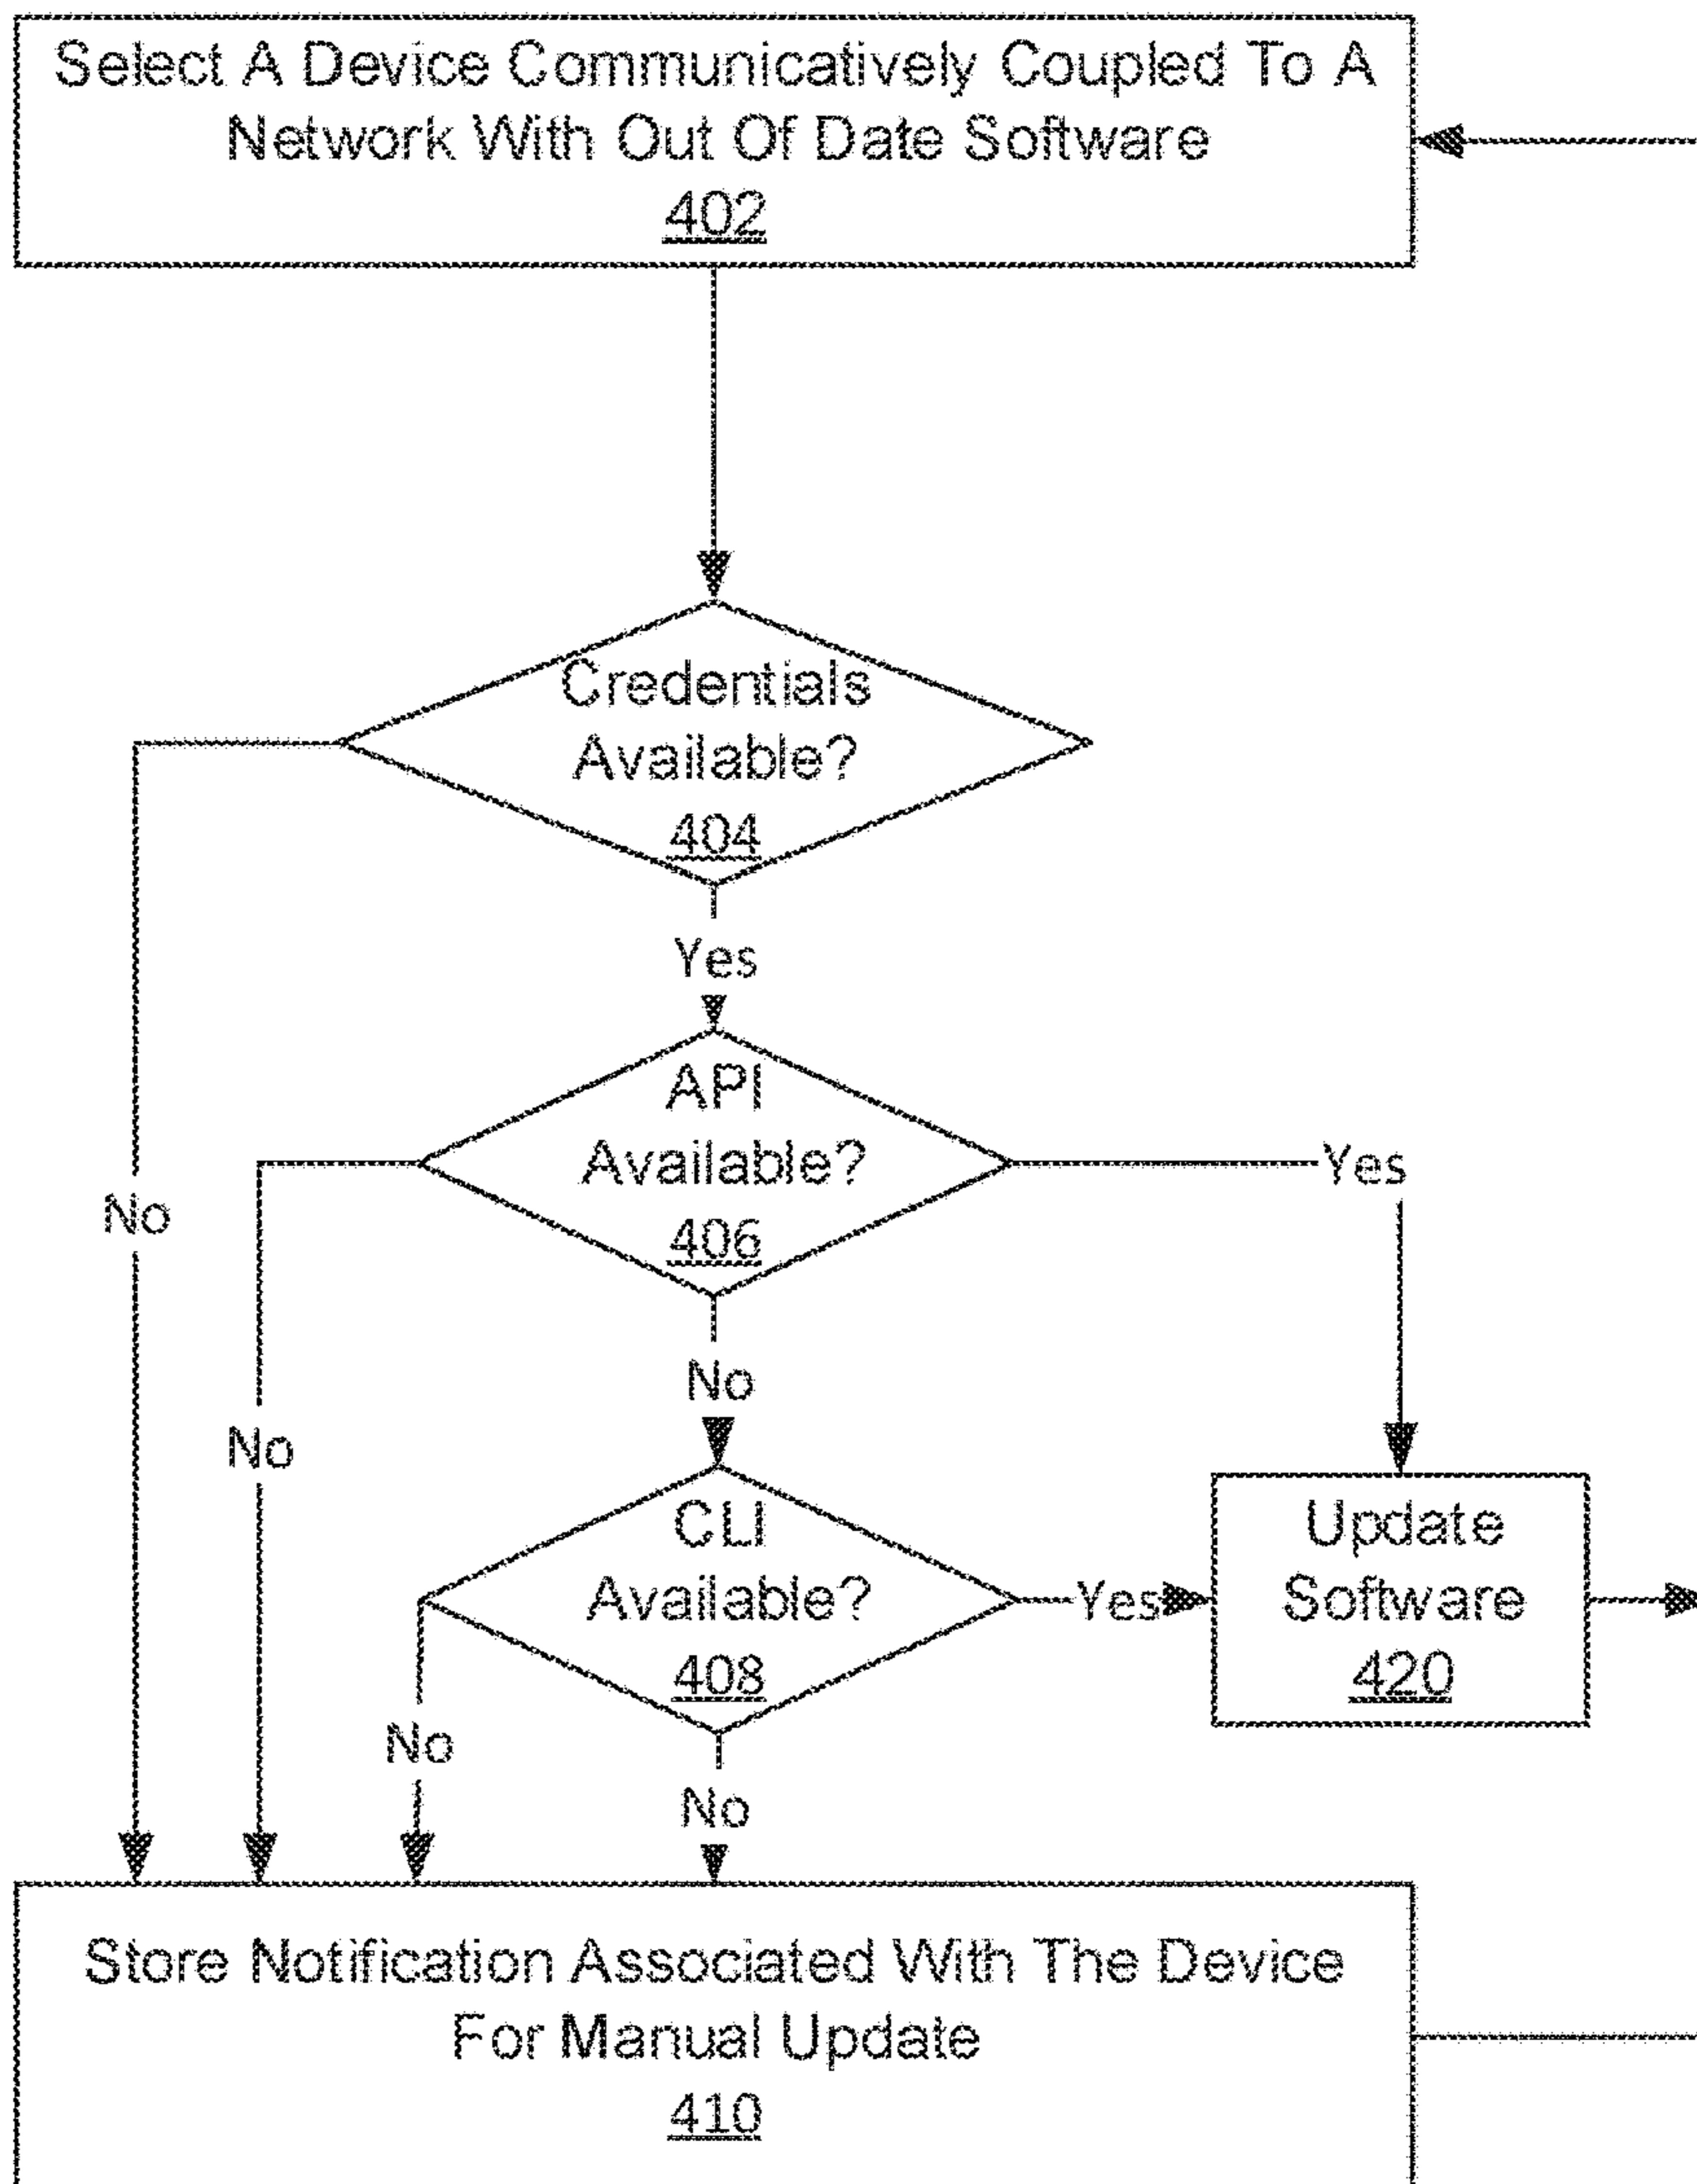 Select A Device Communicatively Coupled To A
Network With Out Of Date Software
402
Credentials
Available?
404
Yes
API
Available?
406
Yes
No
No
No
CLI
Available?
408
Yes
Update
Software
420
No
No
Store Notification Associated With The Device
For Manual Update
410